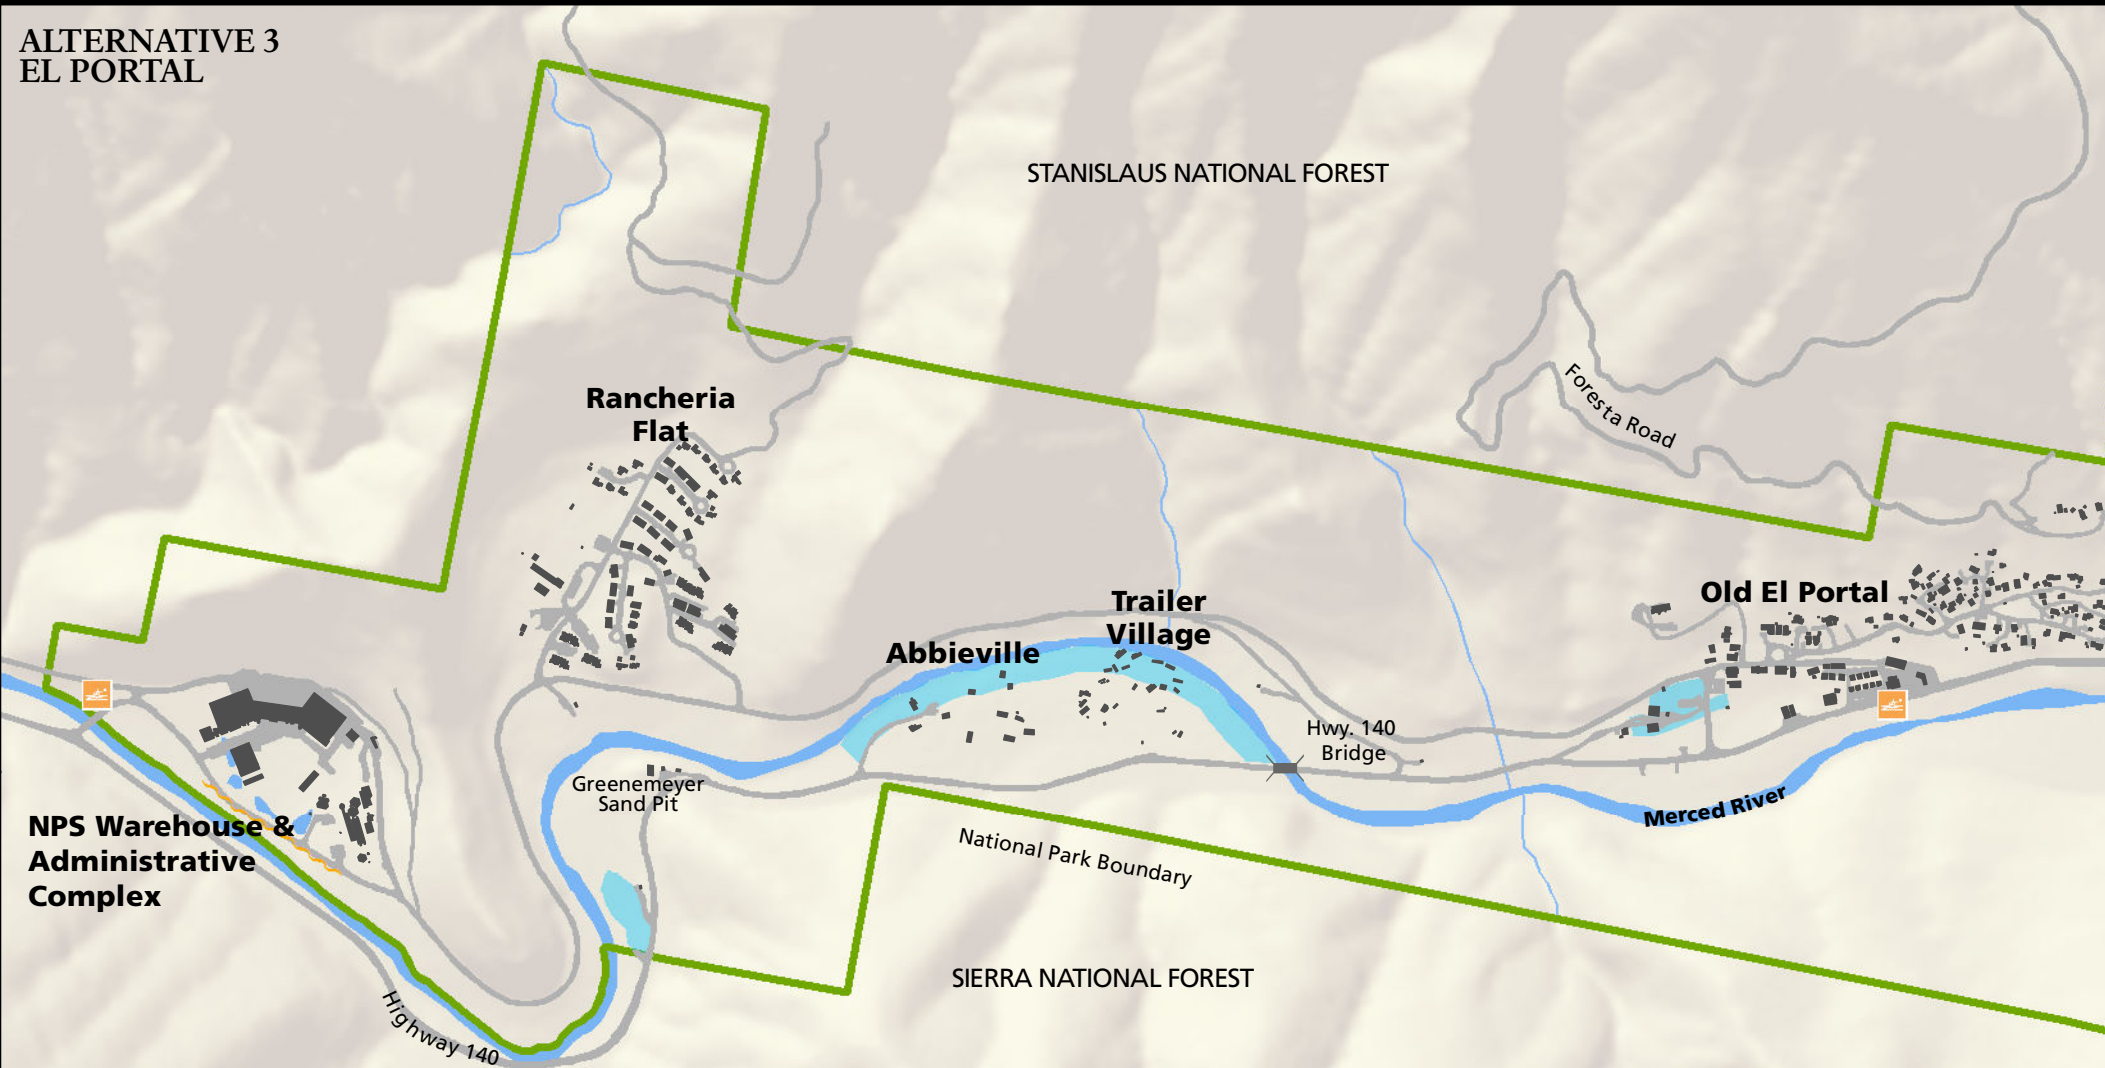 ALTERNATIVE 3
EL PORTAL
STANISLAUS NATIONAL FOREST
Rancheria
Flat
Foresta Road
Old El Portal
Trailer
Village
Abbieville
Hwy. 140
Bridge
Greenemeyer
Sand Pit
Merced River
NPS Warehouse &
Administrative
Complex
National Park Boundary
SIERRA NATIONAL FOREST
Highway 140